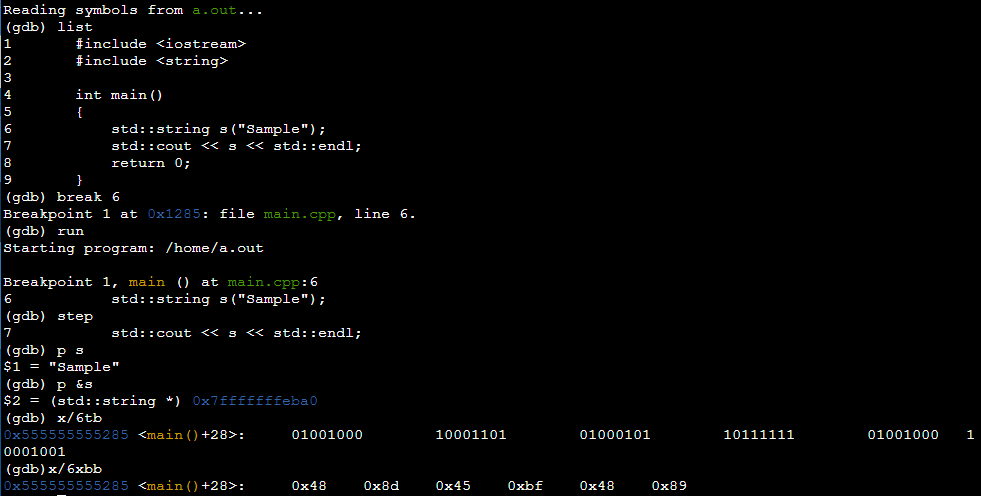 Reading symbols from a.out...
(gdb) list
1       #include <iostream>
2       #include <string>
3
4       int main()
5       {
6           std::string s("Sample");
7           std::cout << s << std::endl;
8           return 0;
9       }
(gdb) break 6
Breakpoint 1 at 0x1285: file main.cpp, line 6.
(gdb) run
Starting program: /home/a.out

Breakpoint 1, main () at main.cpp:6
6           std::string s("Sample");
(gdb) step
7           std::cout << s << std::endl;
(gdb) p s
$1 = "Sample"
(gdb) p &s
$2 = (std::string *) 0x7fffffffeba0
(gdb) x/6tb
0x555555555285 <main()+28>:     01001000        10001101        01000101        10111111        01001000   1
0001001
(gdb)x/6xbb
0x555555555285 <main()+28>:     0x48    0x8d    0x45    0xbf    0x48    0x89